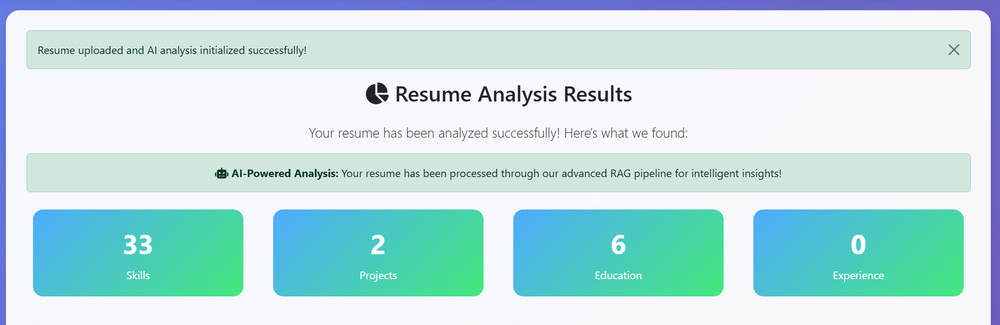 Resume uploaded and AI analysis initialized successfully!
Resume Analysis Results
Your resume has been analyzed successfully! Here's what we found:
AI-Powered Analysis: Your resume has been processed through our advanced RAG pipeline for intelligent insights!
33
Skills
2
Projects
6
Education
0
Experience